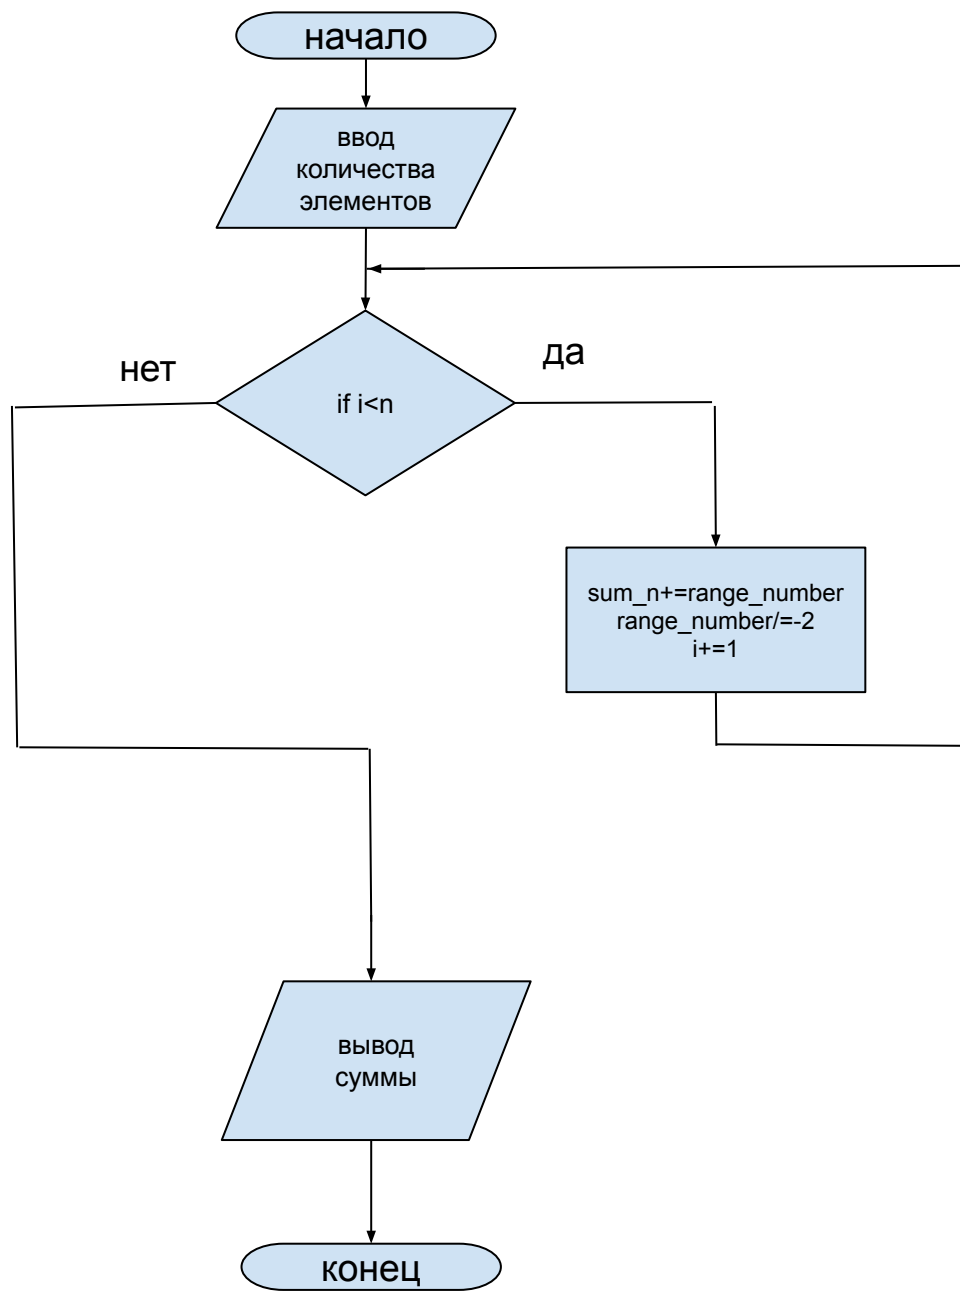 начало
ввод
количества
элементов
нет
да
if i<n
sum_n+=range_number
range_number/=-2
i+=1
вывод
суммы
конец